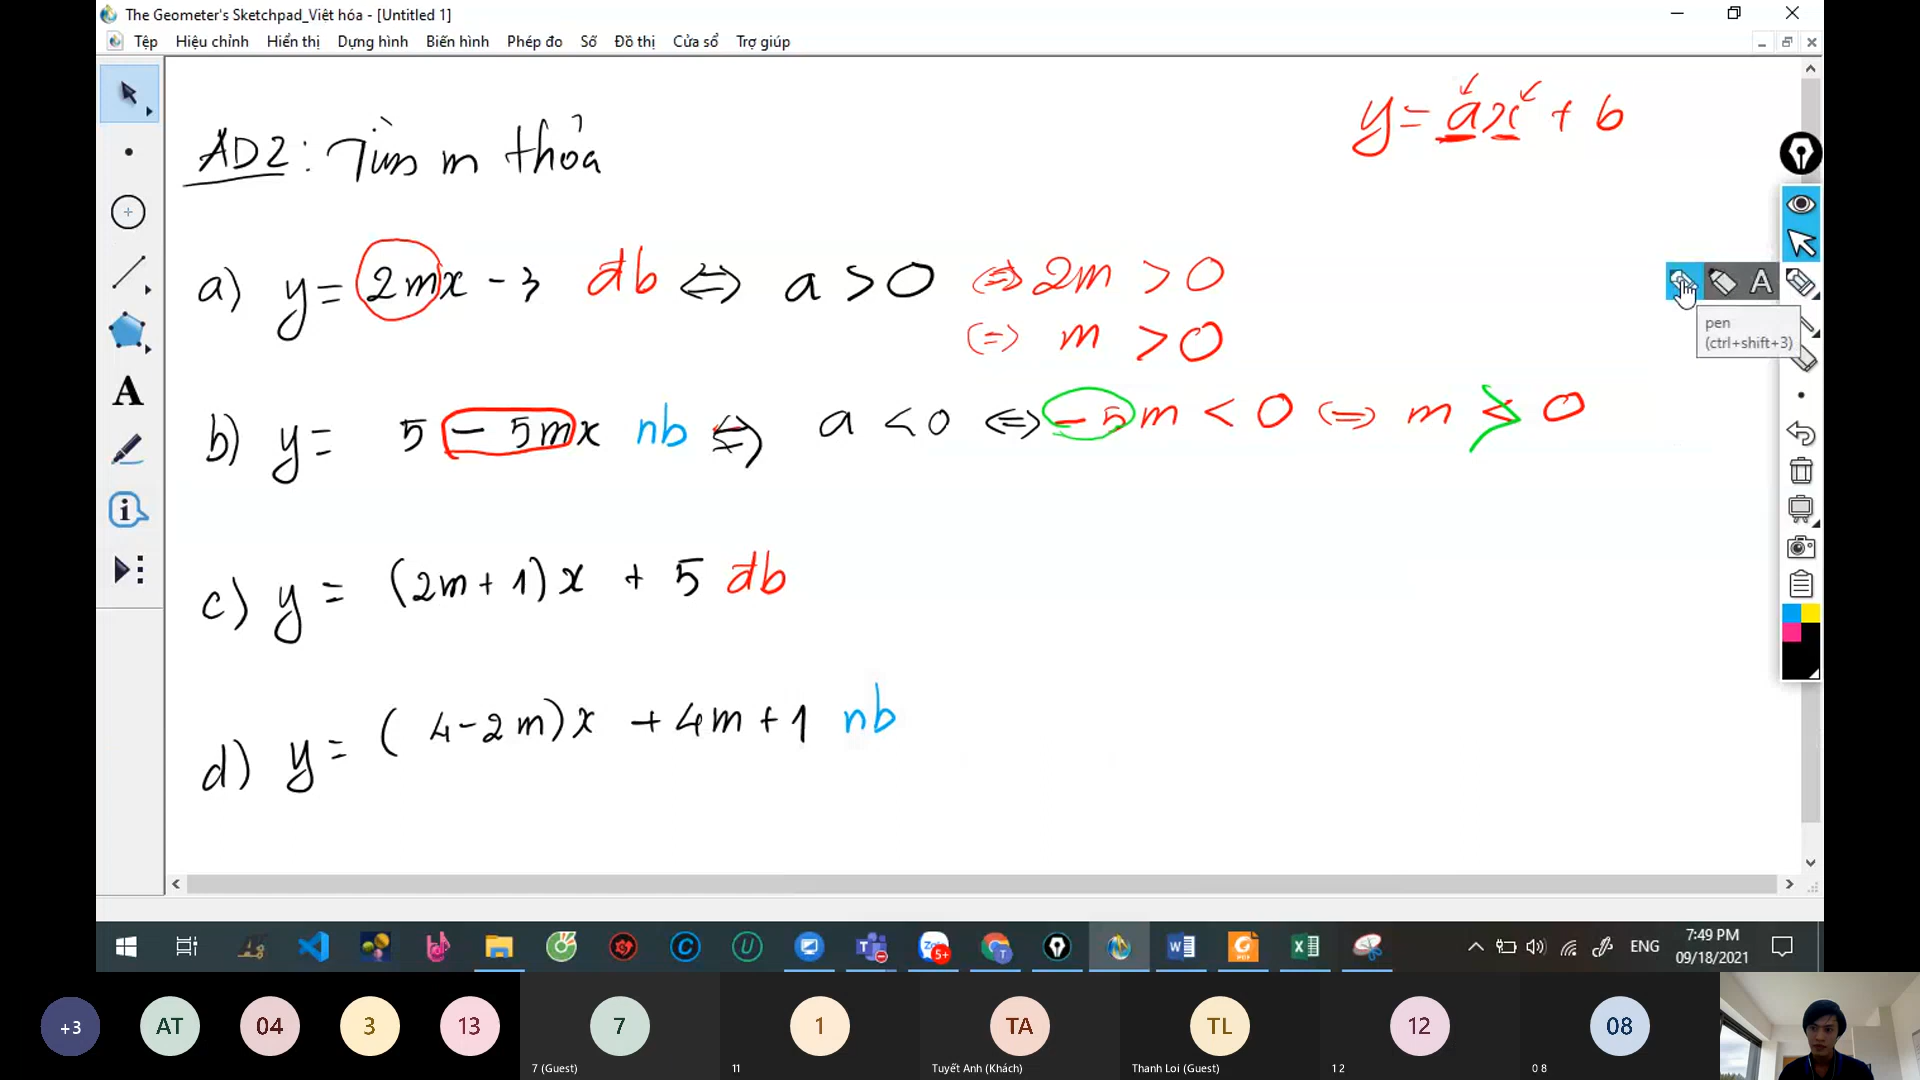 The Geometer's Sketchpad_Việt hóa - [Untitled 1]
Tệp Hiệu chỉnh Hiển thị Dựng hình Biến hình Phép đo Số Đồ thị Cửa sổ Trợ giúp
y = ax + b
AD2: Tìm m thỏa
a) y = 2mx - 3 đb ⇔ a > 0 ⇔ 2m > 0
⇔ m > 0
A
pen
(ctrl+shift+3)
b) y = 5 - 5mx nb ⇔ a < 0 ⇔ - 5m < 0 ⇔ m > 0
c) y = (2m + 1)x + 5 đb
d) y = (4 - 2m)x + 4m + 1 nb
ENG
7:49 PM
09/18/2021
+3 AT 04 3 13 7 1 TA TL 12 08
7 (Guest) 11 Tuyết Anh (Khách) Thanh Loi (Guest) 1 2 0 8